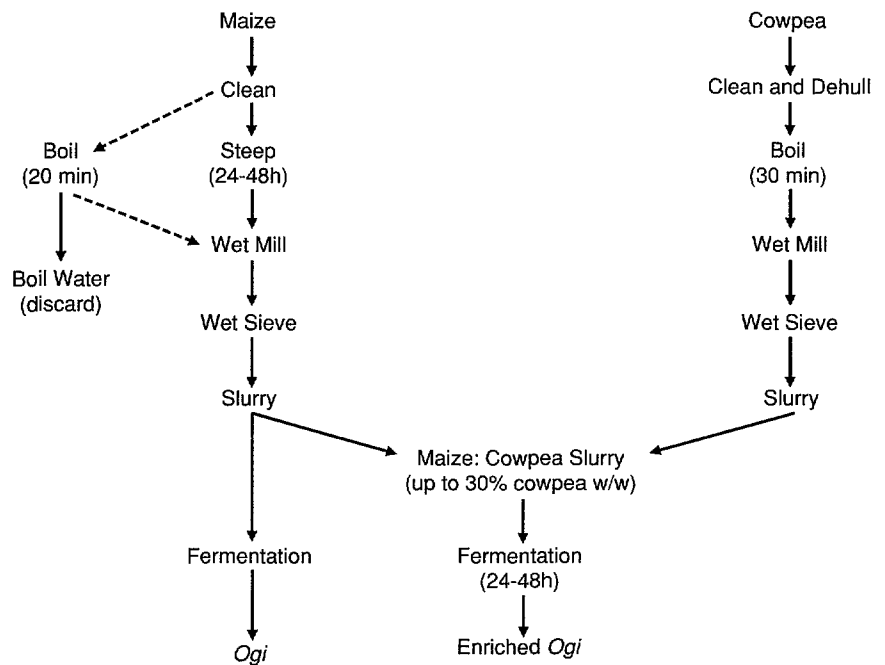 Maize
Cowpea
Clean
Clean and Dehull
Boil
(20 min)
Steep
(24-48h)
Boil
(30 min)
Wet Mill
Wet Mill
Boil Water
(discard)
Wet Sieve
Wet Sieve
Slurry
Slurry
Maize: Cowpea Slurry
(up to 30% cowpea w/w)
Fermentation
Fermentation
(24-48h)
Ogi
Enriched Ogi